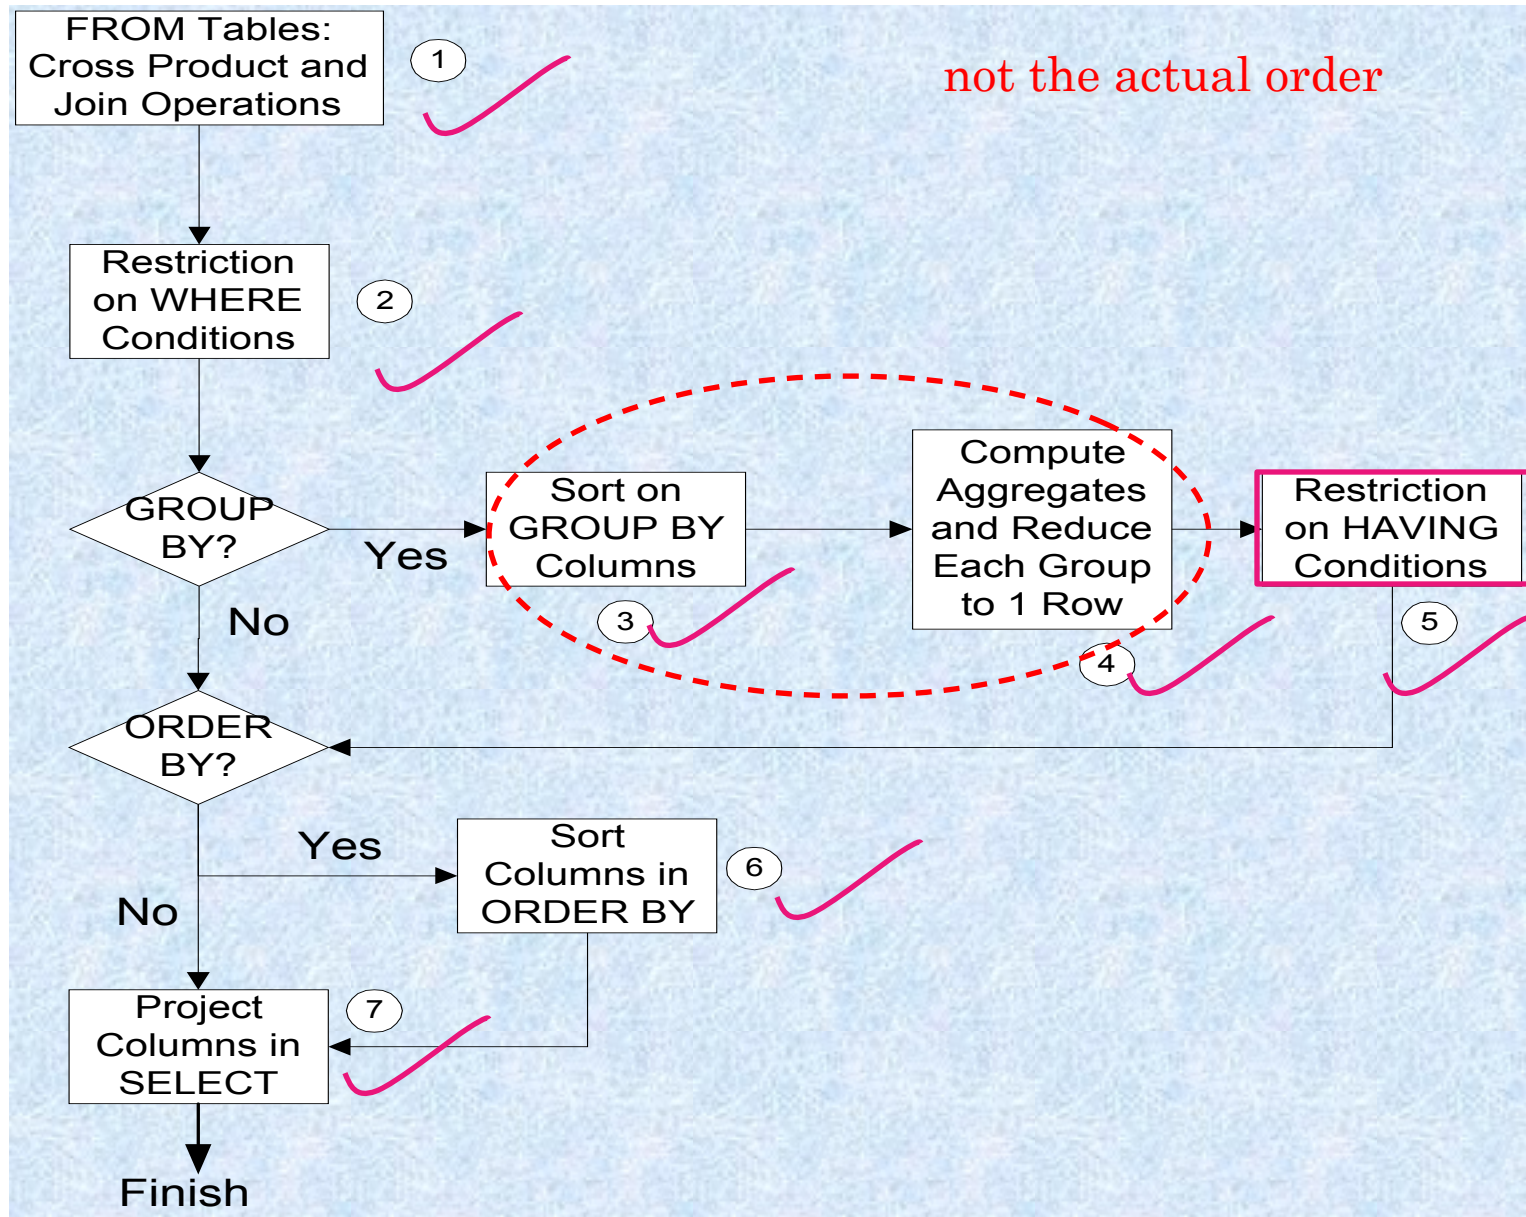 FROM Tables:
Cross Product and
Join Operations
1
not the actual order
Restriction
on WHERE
Conditions
2
GROUP
BY?
Yes
No
Sort on
GROUP BY
Columns
3
Compute
Aggregates
and Reduce
Each Group
to 1 Row
4
Restriction
on HAVING
Conditions
5
ORDER
BY?
Yes
No
Sort
Columns in
ORDER BY
6
Project
Columns in
SELECT
7
Finish